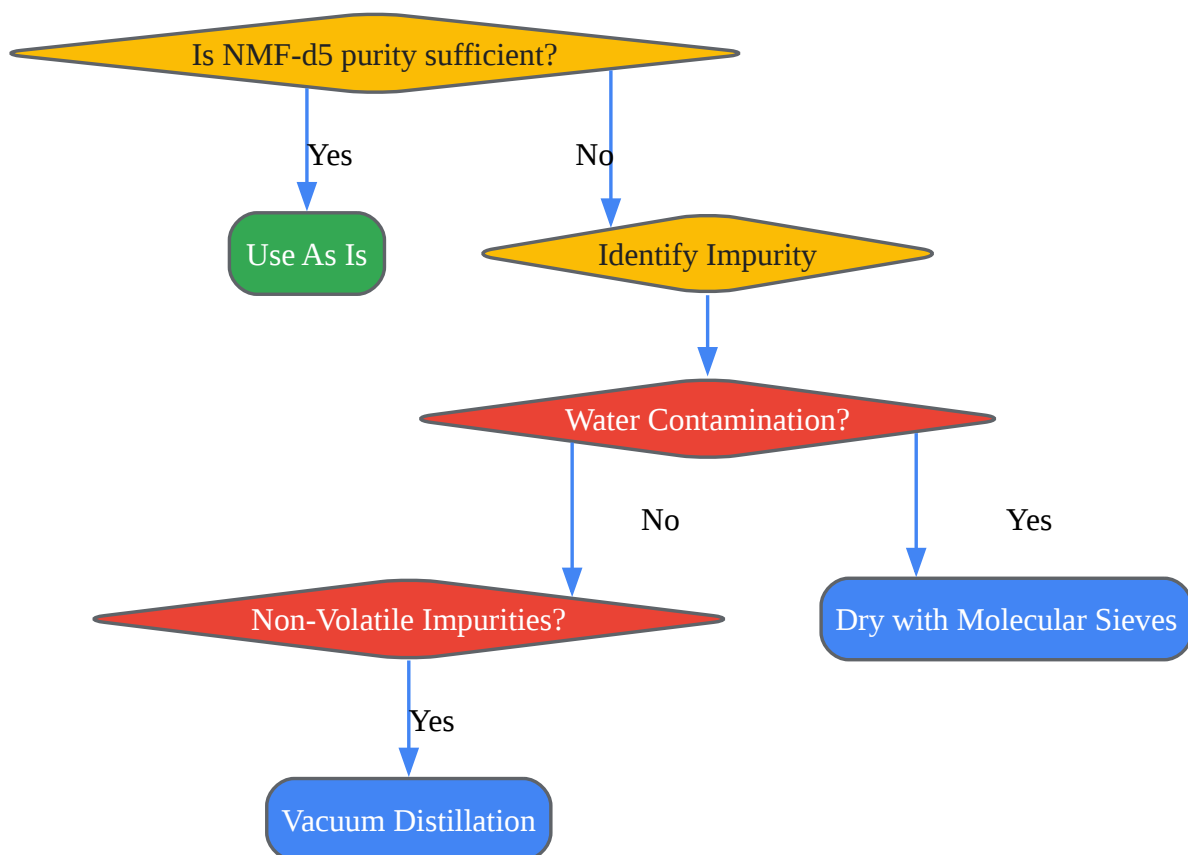 Is NMF-d5 purity sufficient?
Yes
No
Use As Is
Identify Impurity
Water Contamination?
No
Yes
Non-Volatile Impurities?
Dry with Molecular Sieves
Yes
Vacuum Distillation